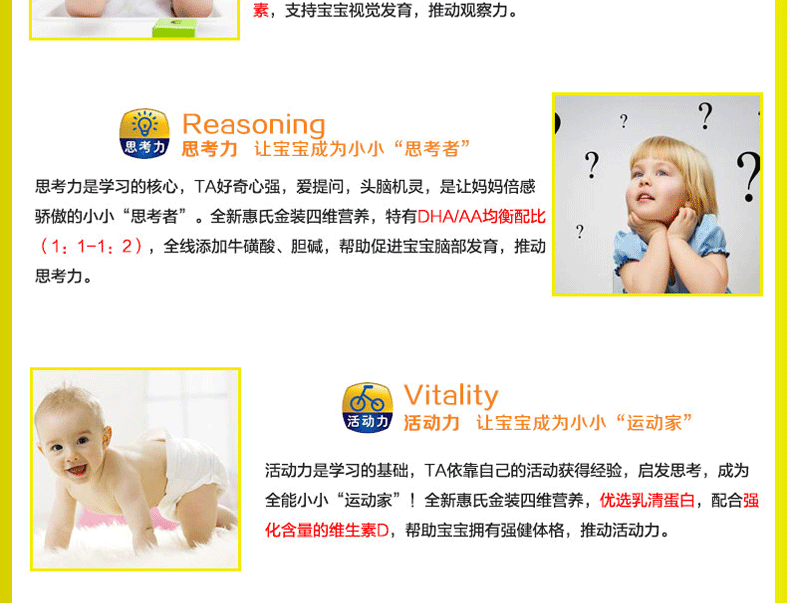 素，支持宝宝视觉发育，推动观察力。
思考力
Reasoning
思考力 让宝宝成为小小“思考者”
思考力是学习的核心，TA好奇心强，爱提问，头脑机灵，是让妈妈倍感
骄傲的小小“思考者”。全新惠氏金装四维营养，特有DHA/AA均衡配比
（1：1-1：2），全线添加牛磺酸、胆碱，帮助促进宝宝脑部发育，推动
思考力。
? ? ? ? ?
活动力
Vitality
活动力 让宝宝成为小小“运动家”
活动力是学习的基础，TA依靠自己的活动获得经验，启发思考，成为
全能小小“运动家”！全新惠氏金装四维营养，优选乳清蛋白，配合强
化含量的维生素D，帮助宝宝拥有强健体格，推动活动力。